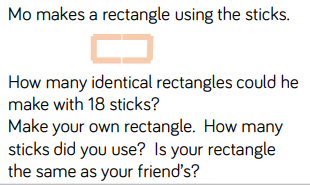 Mo makes a rectangle using the sticks.
How many identical rectangles could he
make with 18 sticks?
Make your own rectangle. How many
sticks did you use? Is your rectangle
the same as your friend's?